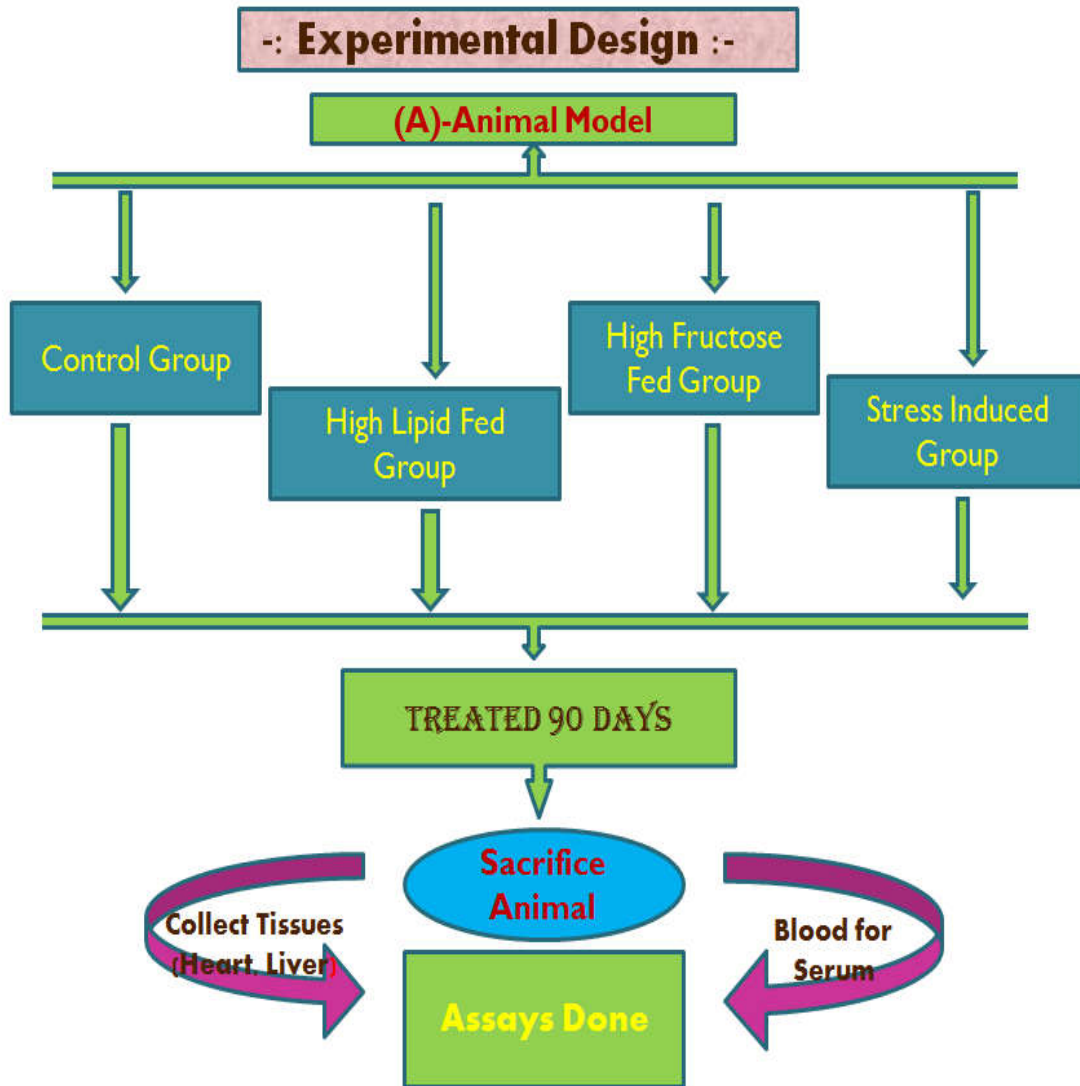 -: Experimental Design :-
(A)-Animal Model
Control Group
High Lipid Fed
Group
High Fructose
Fed Group
Stress Induced
Group
TREATED 90 DAYS
Sacrifice
Animal
Collect Tissues
(Heart, Liver)
Blood for
Serum
Assays Done